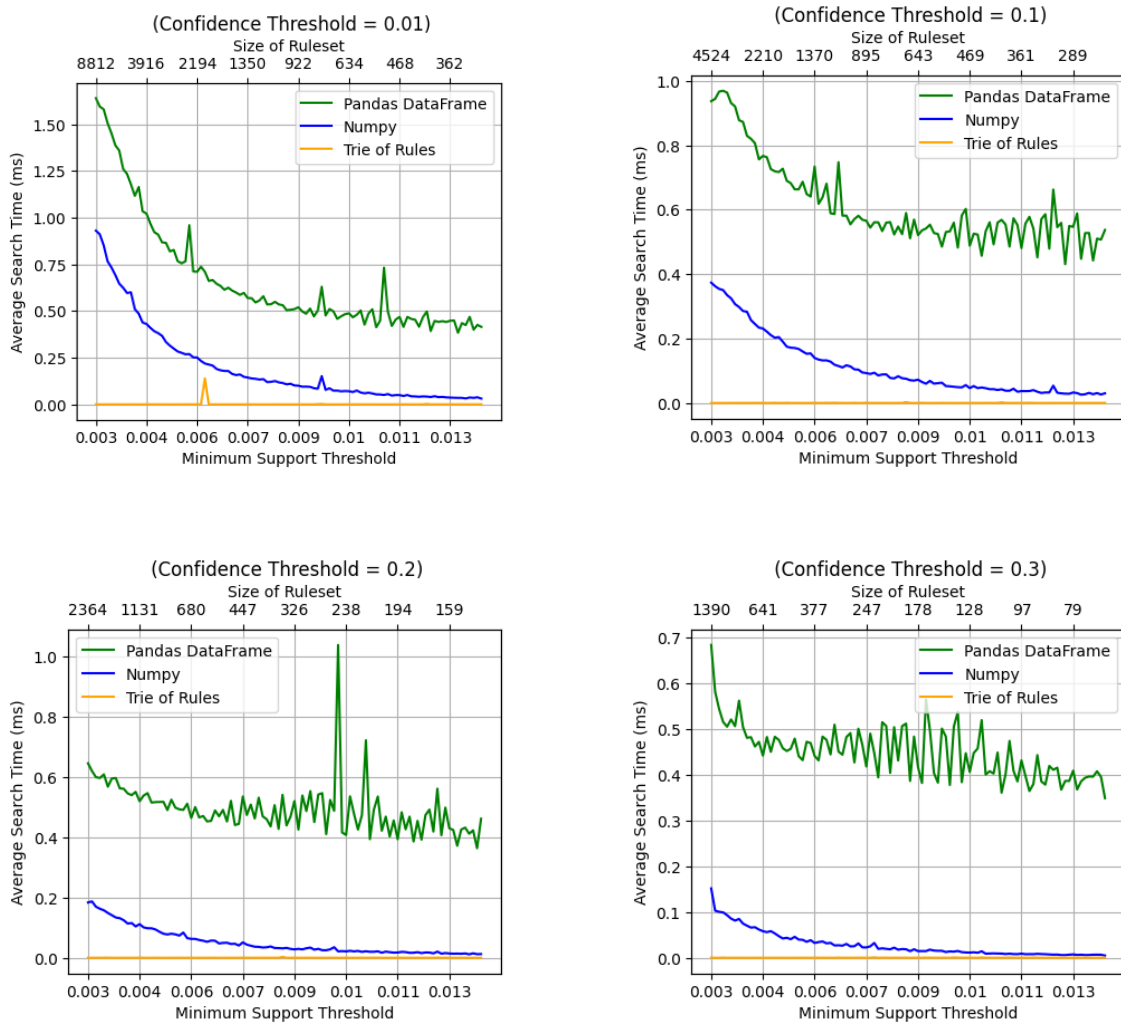 (Confidence Threshold = 0.01)
Size of Ruleset
8812 3916 2194 1350 922 634 468 362
Pandas DataFrame
Numpy
Trie of Rules
Average Search Time (ms)
1.50
1.25
1.00
0.75
0.50
0.25
0.00
0.003 0.004 0.006 0.007 0.009 0.01 0.011 0.013
Minimum Support Threshold
(Confidence Threshold = 0.1)
Size of Ruleset
4524 2210 1370 895 643 469 361 289
Pandas DataFrame
Numpy
Trie of Rules
Average Search Time (ms)
1.0
0.8
0.6
0.4
0.2
0.0
0.003 0.004 0.006 0.007 0.009 0.01 0.011 0.013
Minimum Support Threshold
(Confidence Threshold = 0.2)
Size of Ruleset
2364 1131 680 447 326 238 194 159
Pandas DataFrame
Numpy
Trie of Rules
Average Search Time (ms)
1.0
0.8
0.6
0.4
0.2
0.0
0.003 0.004 0.006 0.007 0.009 0.01 0.011 0.013
Minimum Support Threshold
(Confidence Threshold = 0.3)
Size of Ruleset
1390 641 377 247 178 128 97 79
Pandas DataFrame
Numpy
Trie of Rules
Average Search Time (ms)
0.7
0.6
0.5
0.4
0.3
0.2
0.1
0.0
0.003 0.004 0.006 0.007 0.009 0.01 0.011 0.013
Minimum Support Threshold